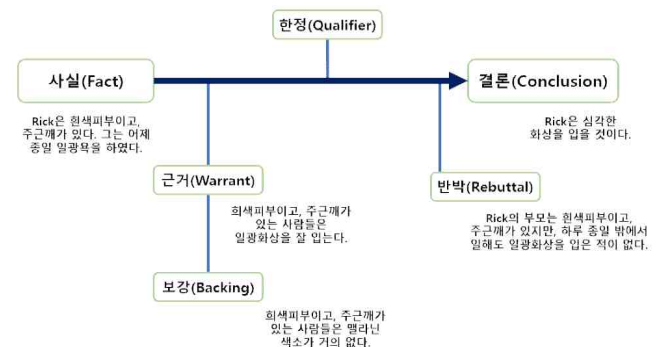 한정(Qualifier)
사실(Fact)
결론(Conclusion)
Rick은 흰색피부이고,
주근깨가 있다. 그는 어제
종일 일광욕을 하였다.
Rick은 심각한
화상을 입을 것이다.
근거(Warrant)
반박(Rebuttal)
희색피부이고, 주근깨가
있는 사람들은
일광화상을 잘 입는다.
Rick의 부모는 흰색피부이고,
주근깨가 있지만, 하루 종일 밖에서
일해도 일광화상을 입은 적이 없다.
보강(Backing)
희색피부이고, 주근깨가
있는 사람들은 멜라닌
색소가 거의 없다.